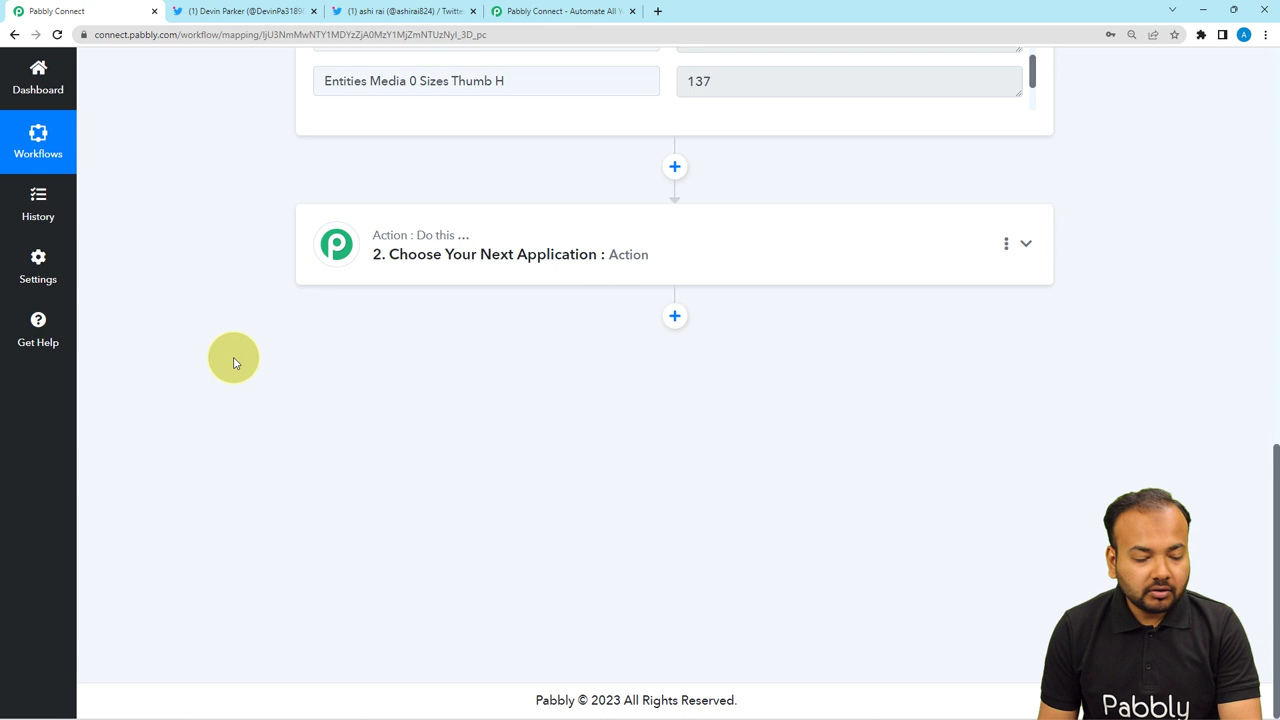 Pabbly Connect
(1) Devin Parker (@DevinPa3189
(1) ashi rai (@ashirai824) / Twitte
Pabbly Connect - Automate All Y
connect.pabbly.com/workflow/mapping/IjU3NmMwNTY1MDYzZjA0MzY1MjZmNTUzNyI_3D_pc
A
Dashboard
Workflows
History
Settings
Get Help
Entities Media 0 Sizes Thumb H
137
Action : Do this ...
2. Choose Your Next Application : Action
Pabbly © 2023 All Rights Reserved.
Pabbly